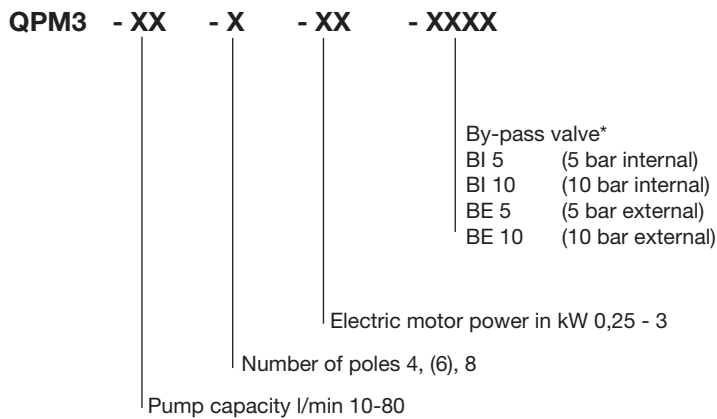 QPM3 - XX - X - XX - XXXX
By-pass valve*
BI 5 (5 bar internal)
BI 10 (10 bar internal)
BE 5 (5 bar external)
BE 10 (10 bar external)
Electric motor power in kW 0,25 - 3
Number of poles 4, (6), 8
Pump capacity l/min 10-80